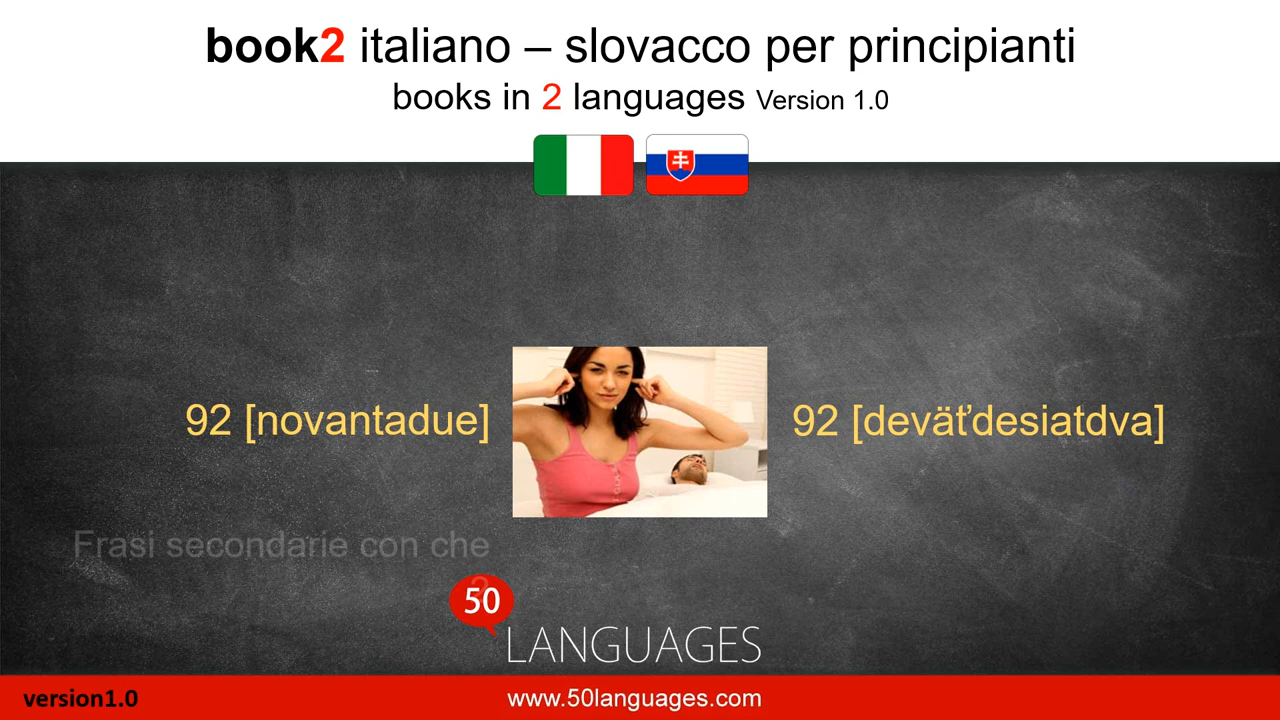 book2 italiano – slovacco per principianti
books in 2 languages Version 1.0
92 [novantadue]
92 [deväťdesiatdva]
Frasi secondarie con che
2
50
LANGUAGES
version1.0
www.50languages.com